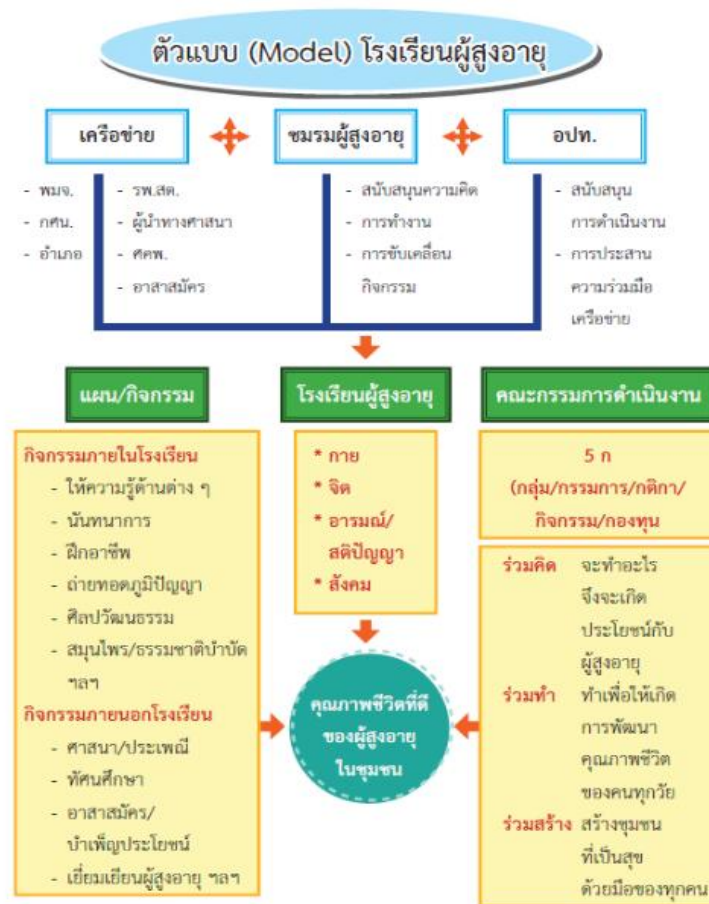 ตัวแบบ (Model) โรงเรียนผู้สูงอายุ
เครือข่าย
ชมรมผู้สูงอายุ
อปท.
- พมจ.
- กศน.
- อำเภอ
- รพ.สต.
- ผู้นำทางศาสนา
- ศคพ.
- อาสาสมัคร
- สนับสนุนความคิด
- การทำงาน
- การขับเคลื่อน
กิจกรรม
- สนับสนุน
การดำเนินงาน
- การประสาน
ความร่วมมือ
เครือข่าย
แผน/กิจกรรม
กิจกรรมภายในโรงเรียน
- ให้ความรู้ด้านต่าง ๆ
- นันทนาการ
- ฝึกอาชีพ
- ถ่ายทอดภูมิปัญญา
- ศิลปวัฒนธรรม
- สมุนไพร/ธรรมชาติบำบัด
ฯลฯ
กิจกรรมภายนอกโรงเรียน
- ศาสนา/ประเพณี
- ทัศนศึกษา
- อาสาสมัคร/
บำเพ็ญประโยชน์
- เยี่ยมเยียนผู้สูงอายุ ฯลฯ
โรงเรียนผู้สูงอายุ
* กาย
* จิต
* อารมณ์/
สติปัญญา
* สังคม
คุณภาพชีวิตที่ดี
ของผู้สูงอายุ
ในชุมชน
คณะกรรมการดำเนินงาน
5 ก
(กลุ่ม/กรรมการ/กติกา/
กิจกรรม/กองทุน
ร่วมคิด จะทำอะไร
จึงจะเกิด
ประโยชน์กับ
ผู้สูงอายุ
ร่วมทำ ทำเพื่อให้เกิด
การพัฒนา
คุณภาพชีวิต
ของคนทุกวัย
ร่วมสร้าง สร้างชุมชน
ที่เป็นสุข
ด้วยมือของทุกคน